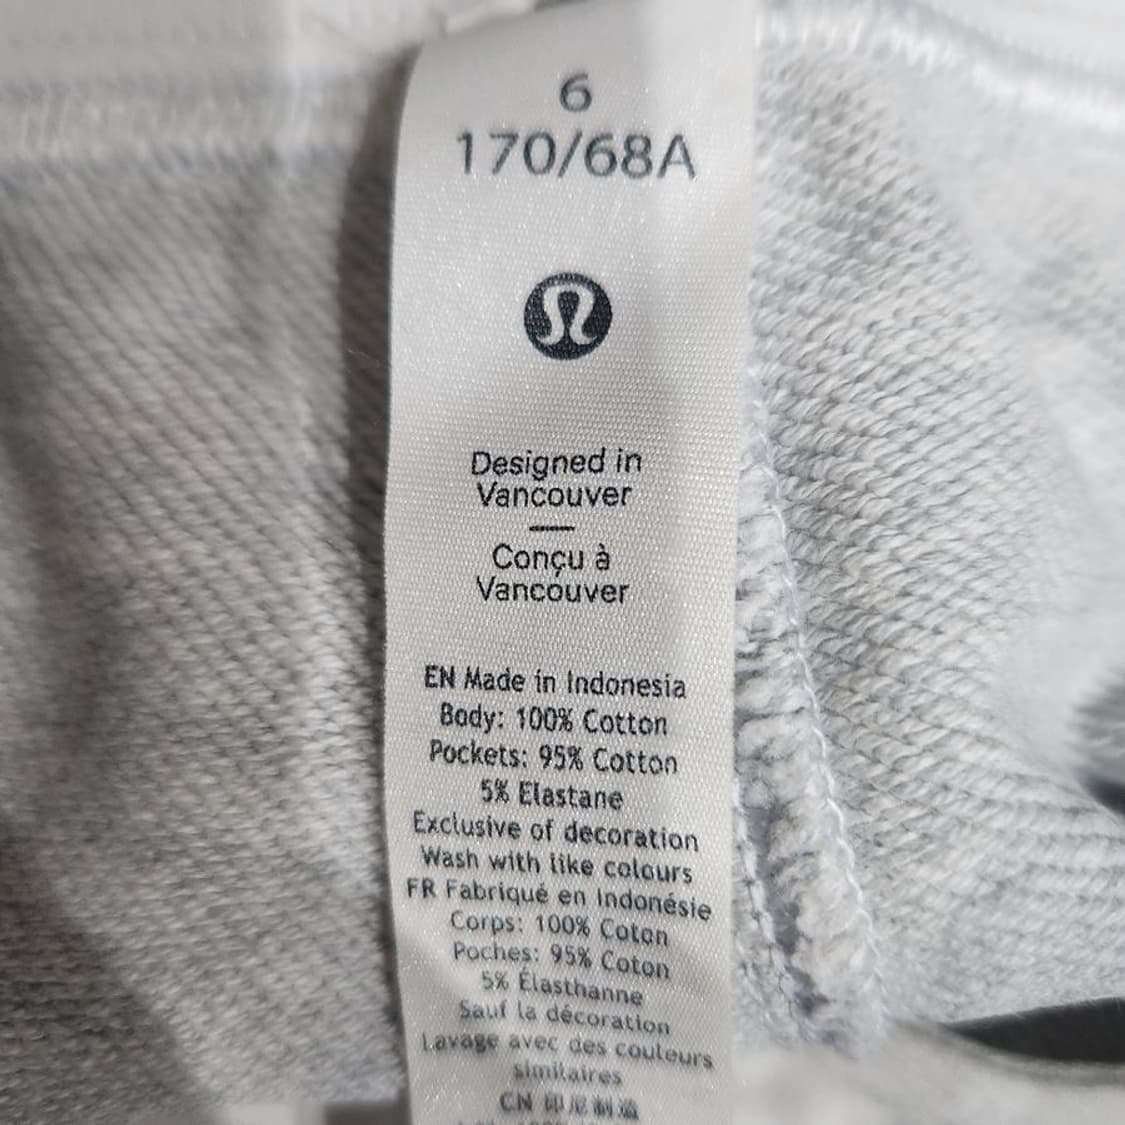 6
170/68A
Designed in
Vancouver
Conçu à
Vancouver
EN Made in Indonesia
Body: 100% Cotton
Pockets: 95% Cotton
5% Elastane
Exclusive of decoration
Wash with like colours
FR Fabriqué en Indonésie
Corps: 100% Coton
Poches: 95% Coton
5% Élasthanne
Sauf la décoration
Lavage avec des couleurs
similaires
CN 印尼制造